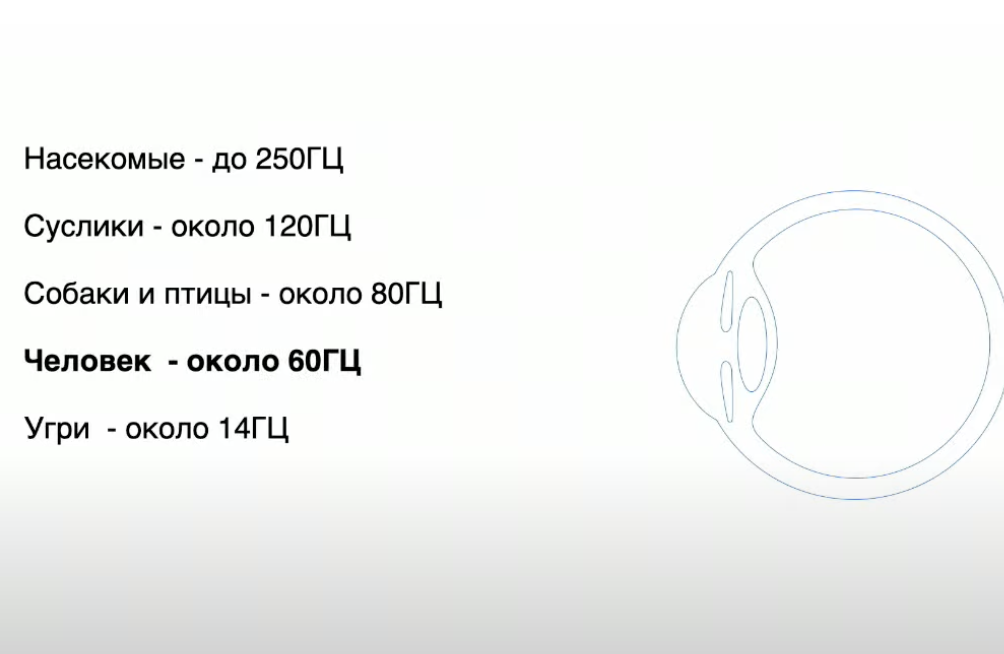 Насекомые - до 250ГЦ
Суслики - около 120ГЦ
Собаки и птицы - около 80ГЦ
Человек  - около 60ГЦ
Угри  - около 14ГЦ